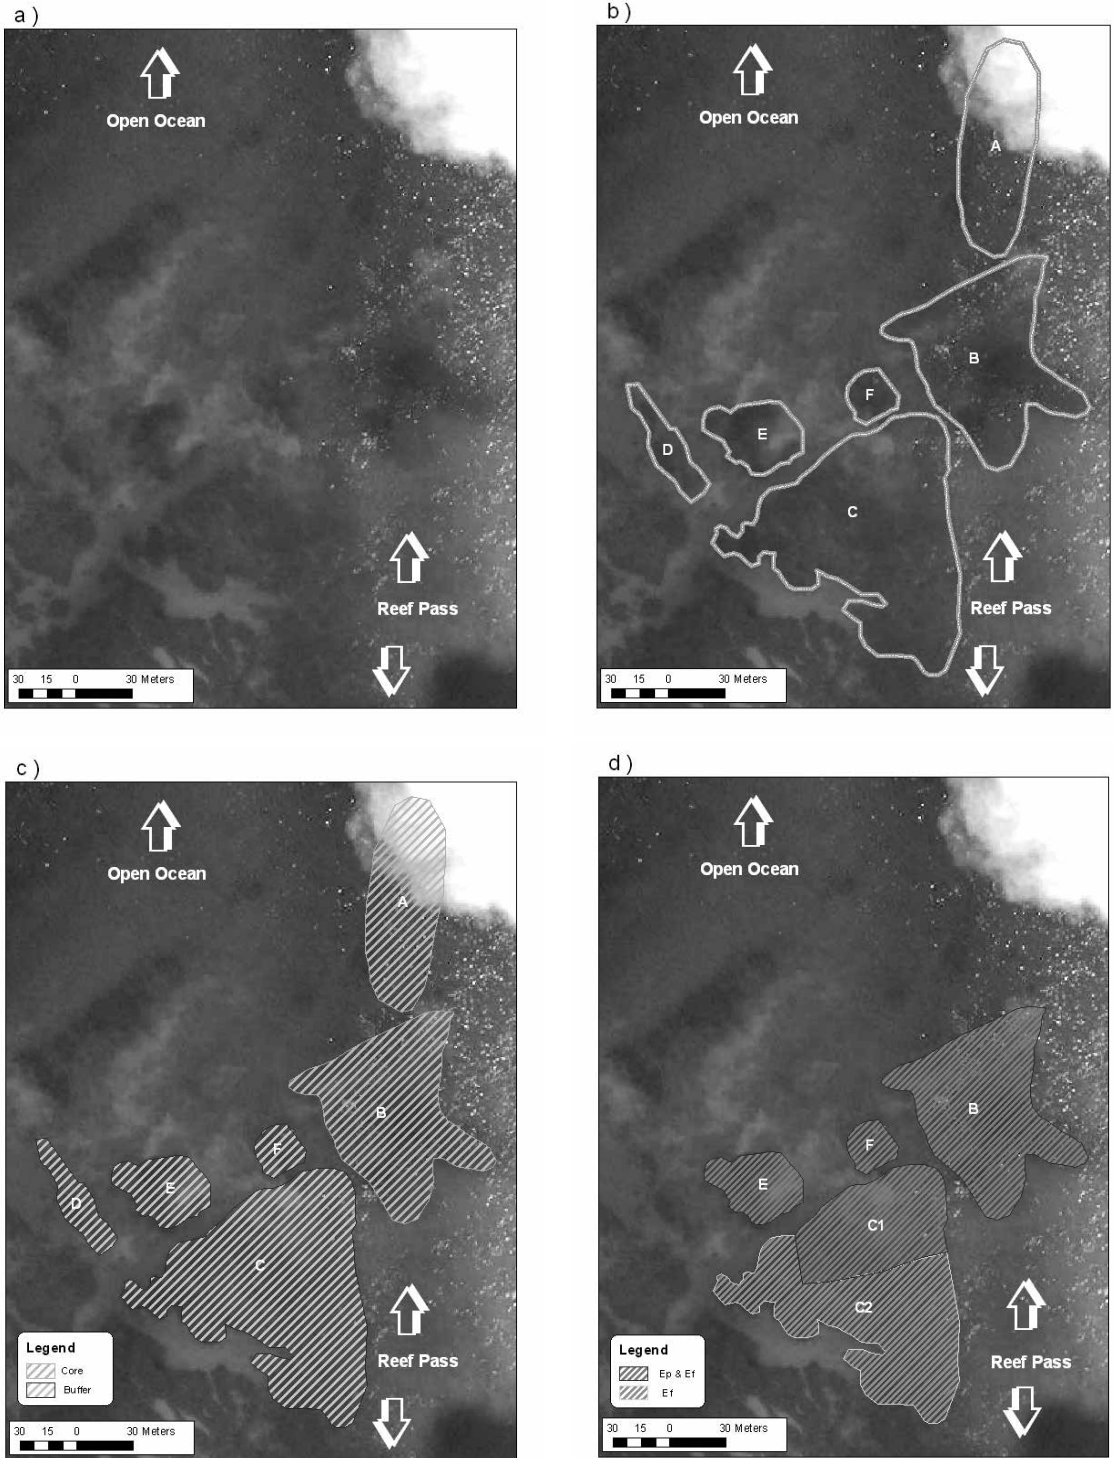 a )
Open Ocean
Reef Pass
30 15 0 30 Meters
b )
Open Ocean
A
B
F
E
D
C
Reef Pass
30 15 0 30 Meters
c )
Open Ocean
A
B
F
E
D
C
Reef Pass
Legend
Core
Buffer
30 15 0 30 Meters
d )
Open Ocean
B
F
E
C1
C2
Reef Pass
Legend
Ep & Ef
Ef
30 15 0 30 Meters